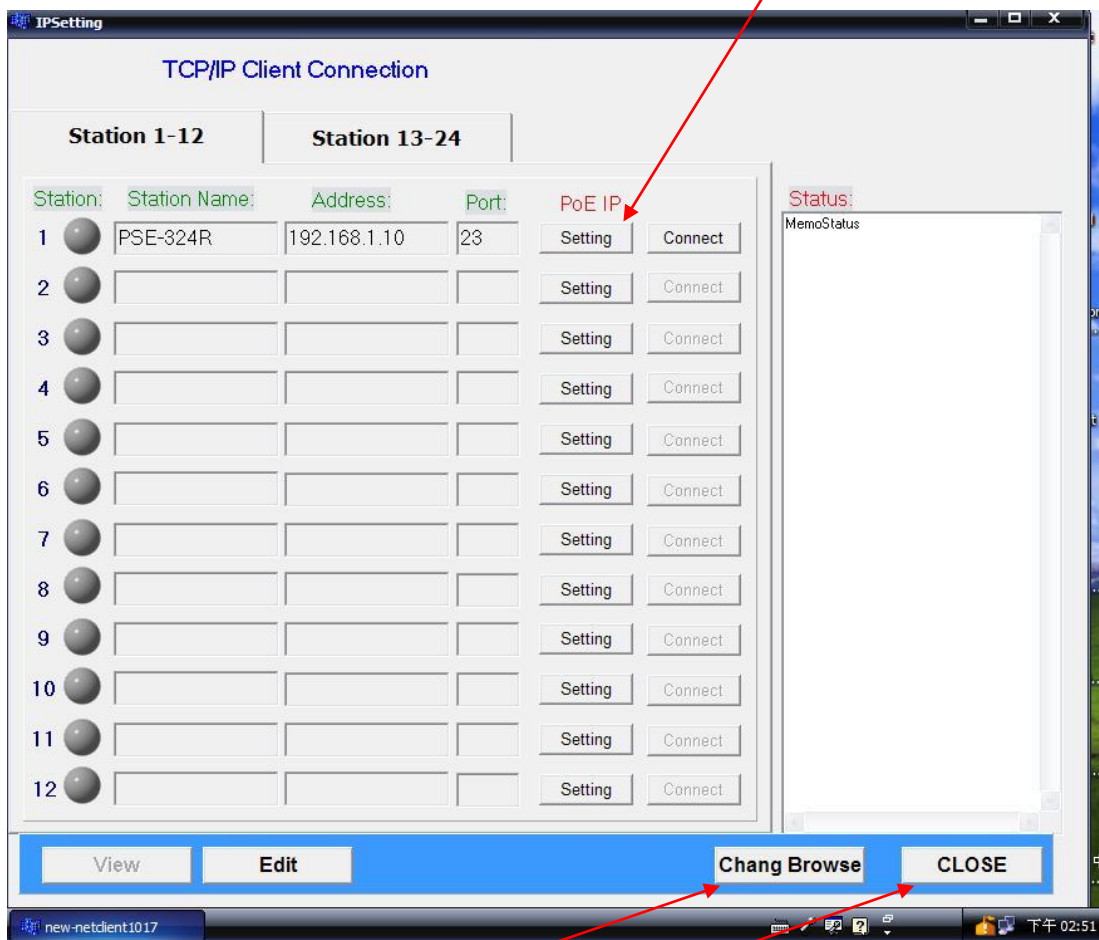 IPSetting
TCP/IP Client Connection
Station 1-12 Station 13-24
Station: Station Name: Address: Port: PoE IP Status:
1 PSE-324R 192.168.1.10 23 Setting Connect MemoStatus
2 Setting Connect
3 Setting Connect
4 Setting Connect
5 Setting Connect
6 Setting Connect
7 Setting Connect
8 Setting Connect
9 Setting Connect
10 Setting Connect
11 Setting Connect
12 Setting Connect
View Edit Chang Browse CLOSE
new-netclient1017 下午 02:51